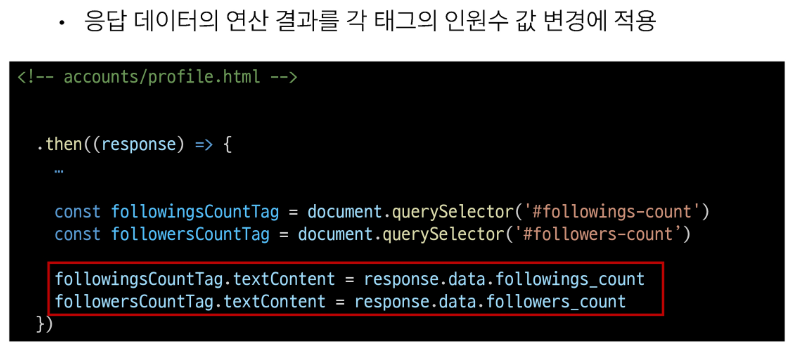 • 응답 데이터의 연산 결과를 각 태그의 인원수 값 변경에 적용
<!-- accounts/profile.html -->
.then((response) => {
…
const followingsCountTag = document.querySelector('#followings-count')
const followersCountTag = document.querySelector('#followers-count’)
followingsCountTag.textContent = response.data.followings_count
followersCountTag.textContent = response.data.followers_count
})